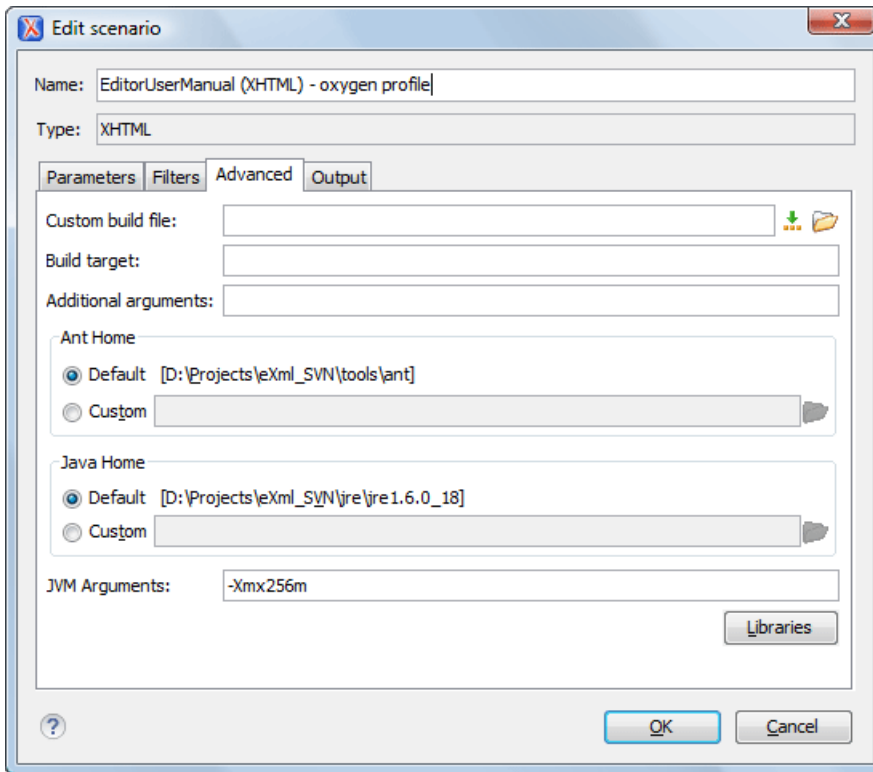 Edit scenario
Name: EditorUserManual (XHTML) - oxygen profile
Type: XHTML
Parameters Filters Advanced Output
Custom build file:
Build target:
Additional arguments:
Ant Home
Default [D:\Projects\eXml_SVN\tools\ant]
Custom
Java Home
Default [D:\Projects\eXml_SVN\jre\jre1.6.0_18]
Custom
JVM Arguments: -Xmx256m
Libraries
? OK Cancel